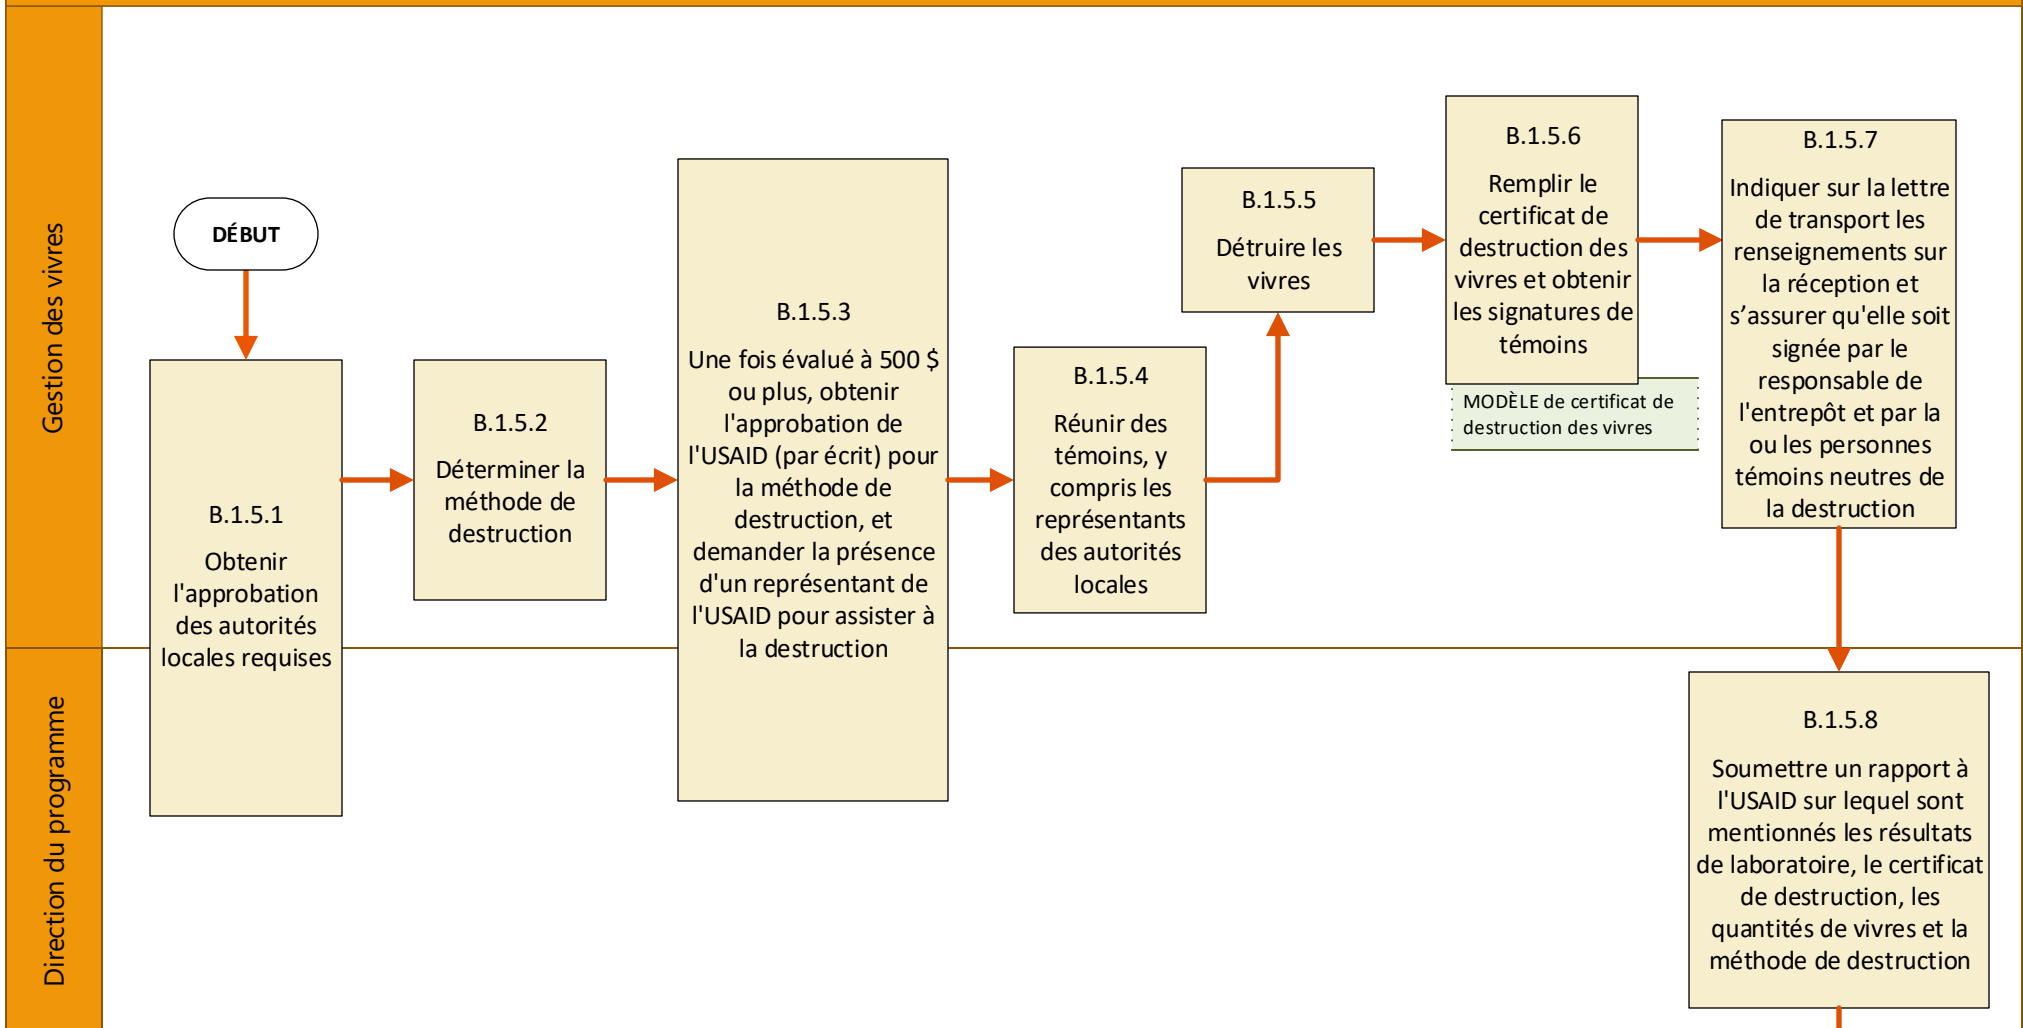 Gestion des vivres
DÉBUT
B.1.5.1
Obtenir
l'approbation
des autorités
locales requises
B.1.5.2
Déterminer la
méthode de
destruction
B.1.5.3
Une fois évalué à 500 $
ou plus, obtenir
l'approbation de
l'USAID (par écrit) pour
la méthode de
destruction, et
demander la présence
d'un représentant de
l'USAID pour assister à
la destruction
B.1.5.4
Réunir des
témoins, y
compris les
représentants
des autorités
locales
B.1.5.5
Détruire les
vivres
B.1.5.6
Remplir le
certificat de
destruction des
vivres et obtenir
les signatures de
témoins
MODÈLE de certificat de
destruction des vivres
B.1.5.7
Indiquer sur la lettre
de transport les
renseignements sur
la réception et
s’assurer qu'elle soit
signée par le
responsable de
l'entrepôt et par la
ou les personnes
témoins neutres de
la destruction
Direction du programme
B.1.5.8
Soumettre un rapport à
l'USAID sur lequel sont
mentionnés les résultats
de laboratoire, le certificat
de destruction, les
quantités de vivres et la
méthode de destruction